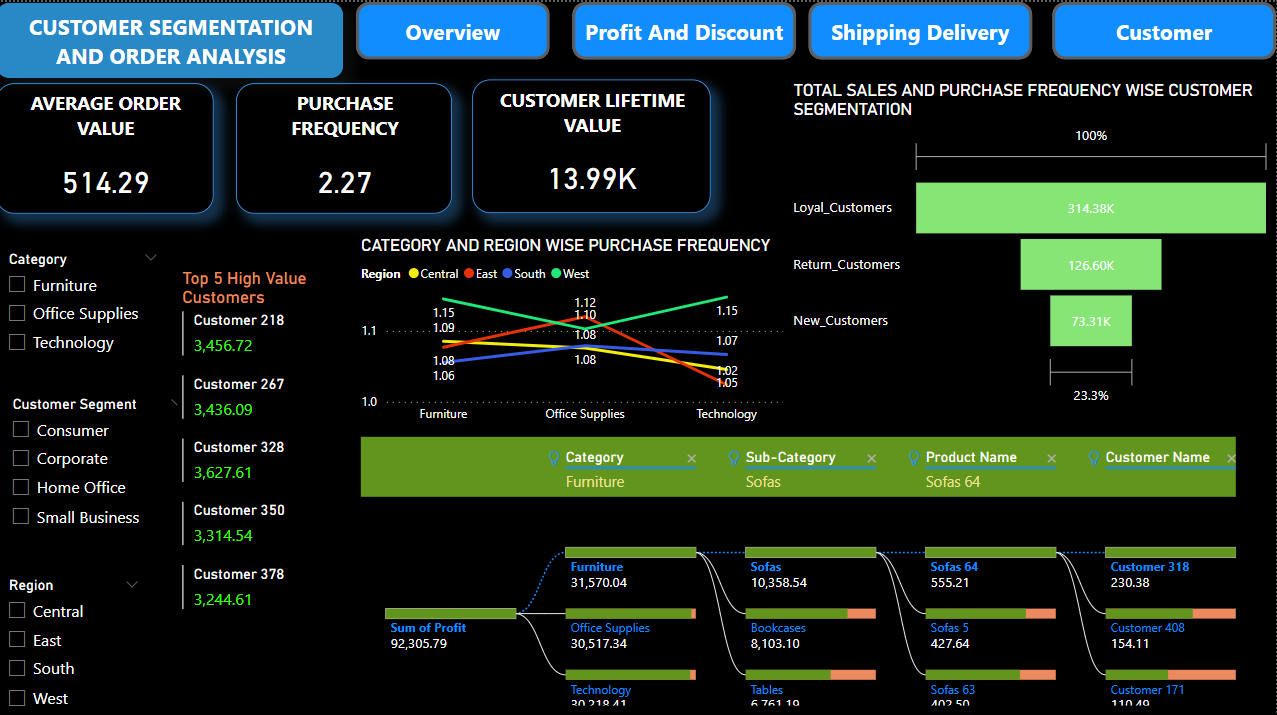 CUSTOMER SEGMENTATION
AND ORDER ANALYSIS
Overview
Profit And Discount
Shipping Delivery
Customer
AVERAGE ORDER
VALUE
514.29
PURCHASE
FREQUENCY
2.27
CUSTOMER LIFETIME
VALUE
13.99K
TOTAL SALES AND PURCHASE FREQUENCY WISE CUSTOMER
SEGMENTATION
100%
Loyal_Customers
314.38K
Return_Customers
126.60K
New_Customers
73.31K
23.3%
Category
Furniture
Office Supplies
Technology
Customer Segment
Consumer
Corporate
Home Office
Small Business
Region
Central
East
South
West
Top 5 High Value
Customers
Customer 218
3,456.72
Customer 267
3,436.09
Customer 328
3,627.61
Customer 350
3,314.54
Customer 378
3,244.61
CATEGORY AND REGION WISE PURCHASE FREQUENCY
Region Central East South West
1.1
1.0
1.15
1.09
1.08
1.06
1.12
1.10
1.08
1.08
1.15
1.07
1.02
1.05
Furniture
Office Supplies
Technology
Category
Furniture
Sub-Category
Sofas
Product Name
Sofas 64
Customer Name
Sum of Profit
92,305.79
Furniture
31,570.04
Office Supplies
30,517.34
Technology
30,218.41
Sofas
10,358.54
Bookcases
8,103.10
Tables
6,761.19
Sofas 64
555.21
Sofas 5
427.64
Sofas 63
402.50
Customer 318
230.38
Customer 408
154.11
Customer 171
110.49